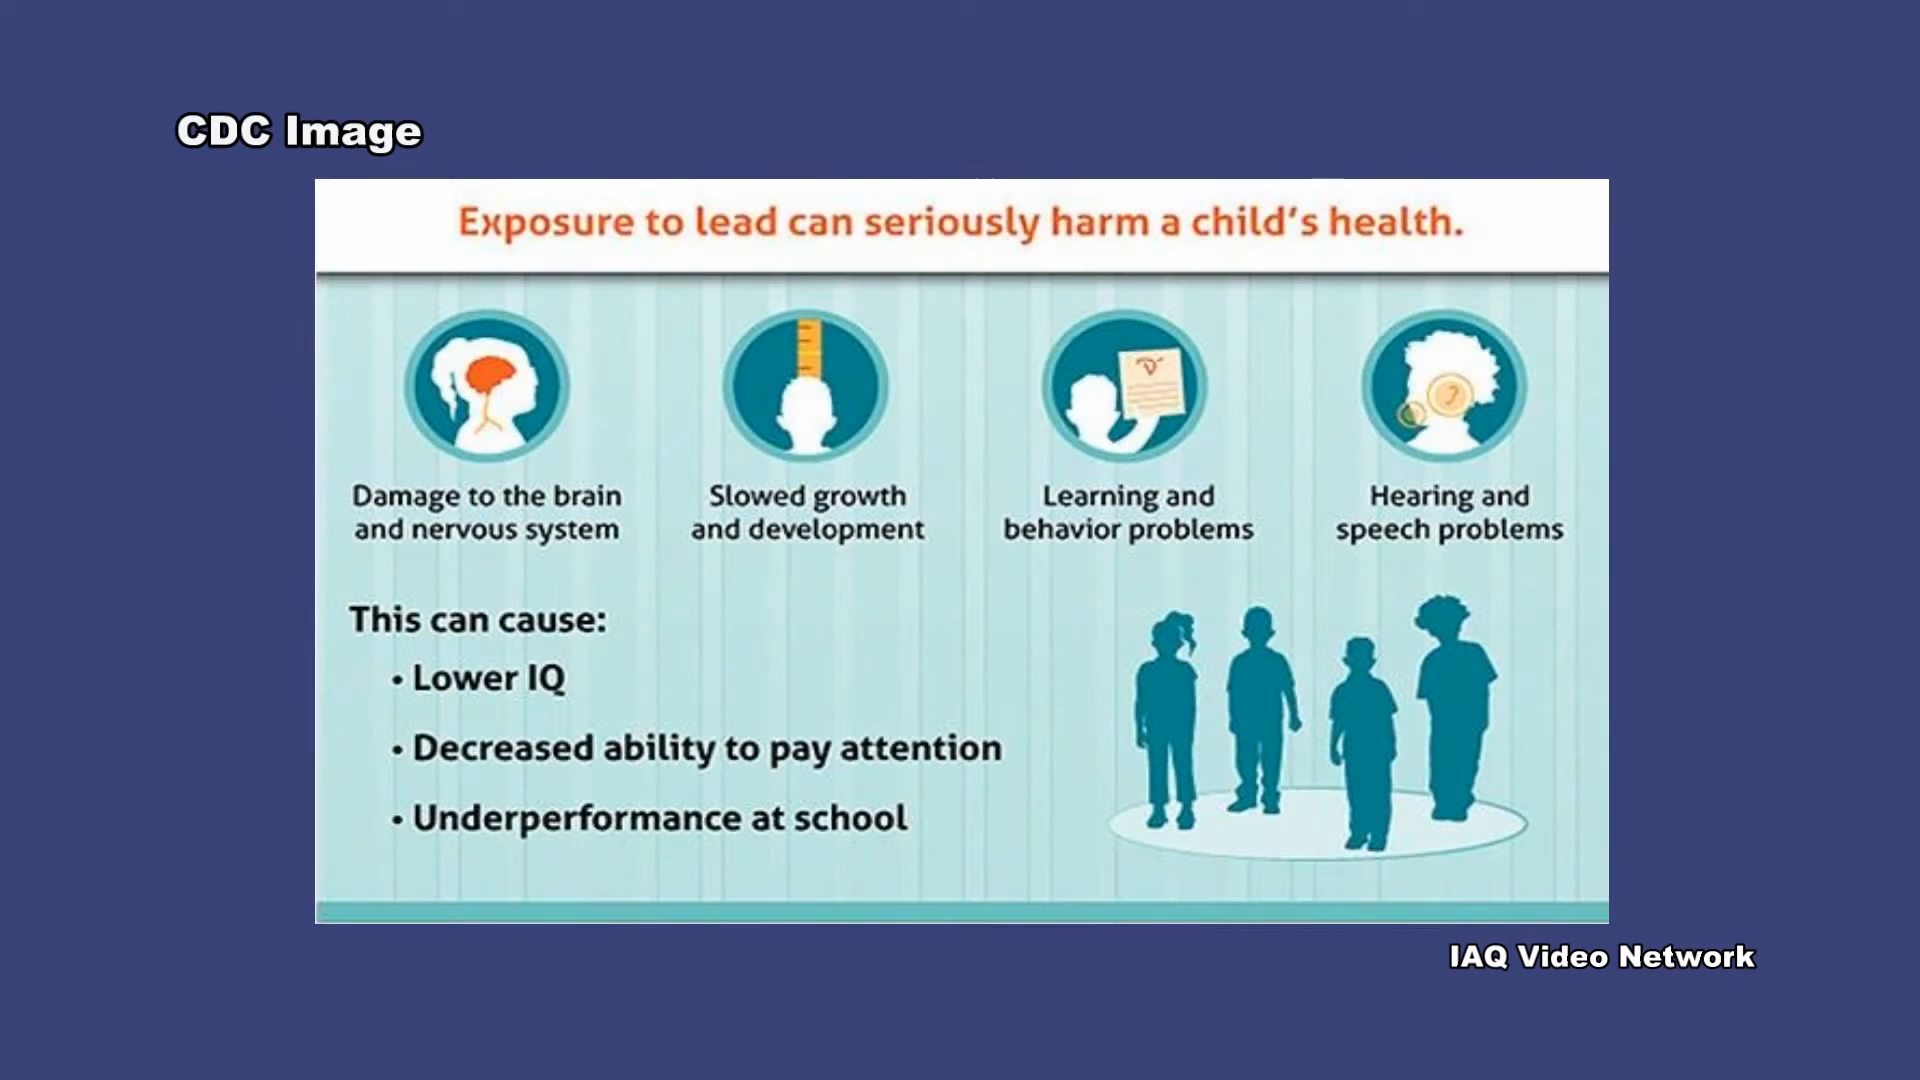 CDC Image
Exposure to lead can seriously harm a child's health.
Damage to the brain
and nervous system
Slowed growth
and development
Learning and
behavior problems
Hearing and
speech problems
This can cause:
• Lower IQ
• Decreased ability to pay attention
• Underperformance at school
IAQ Video Network